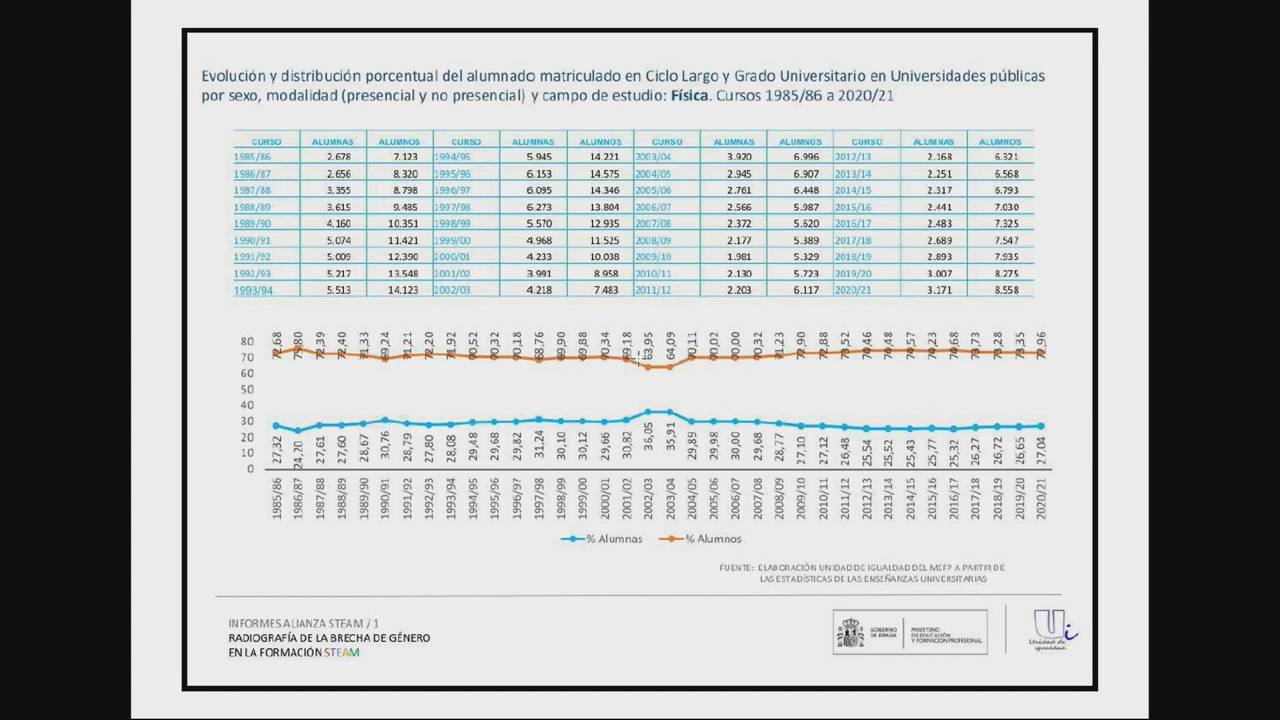 Evolución y distribución porcentual del alumnado matriculado en Ciclo Largo y Grado Universitario en Universidades públicas
por sexo, modalidad (presencial y no presencial) y campo de estudio: Física. Cursos 1985/86 a 2020/21
CURSO ALUMNAS ALUMNOS CURSO ALUMNAS ALUMNOS CURSO ALUMNAS ALUMNOS CURSO ALUMNAS ALUMNOS
1985/86 2.678 7.123 1994/95 5.945 14.221 2003/04 3.920 6.996 2012/13 2.168 6.321
1986/87 2.656 8.320 1995/96 6.153 14.575 2004/05 2.945 6.907 2013/14 2.251 6.568
1987/88 3.355 8.798 1996/97 6.095 14.346 2005/06 2.761 6.448 2014/15 2.317 6.793
1988/89 3.615 9.485 1997/98 6.273 13.804 2006/07 2.566 5.987 2015/16 2.441 7.030
1989/90 4.160 10.351 1998/99 5.570 12.935 2007/08 2.372 5.620 2016/17 2.483 7.325
1990/91 5.074 11.421 1999/00 4.968 11.525 2008/09 2.177 5.389 2017/18 2.689 7.547
1991/92 5.009 12.390 2000/01 4.233 10.038 2009/10 1.981 5.329 2018/19 2.893 7.935
1992/93 5.217 13.548 2001/02 3.991 8.958 2010/11 2.130 5.723 2019/20 3.007 8.275
1993/94 5.513 14.123 2002/03 4.218 7.483 2011/12 2.203 6.117 2020/21 3.171 8.558
80
70
60
50
40
30
20
10
0
72,68 75,80 72,39 72,40 71,33 69,24 71,21 72,20 71,92 70,52 70,32 70,18 68,76 69,90 69,88 70,34 69,18 63,95 64,09 70,11 70,02 70,00 70,32 71,23 72,90 72,88 73,52 74,46 74,48 74,57 74,23 74,68 73,73 73,28 73,35 72,96
27,32 24,20 27,61 27,60 28,67 30,76 28,79 27,80 28,08 29,48 29,68 29,82 31,24 30,10 30,12 29,66 30,82 36,05 35,91 29,89 29,98 30,00 29,68 28,77 27,10 27,12 26,48 25,54 25,52 25,43 25,77 25,32 26,27 26,72 26,65 27,04
1985/86 1986/87 1987/88 1988/89 1989/90 1990/91 1991/92 1992/93 1993/94 1994/95 1995/96 1996/97 1997/98 1998/99 1999/00 2000/01 2001/02 2002/03 2003/04 2004/05 2005/06 2006/07 2007/08 2008/09 2009/10 2010/11 2011/12 2012/13 2013/14 2014/15 2015/16 2016/17 2017/18 2018/19 2019/20 2020/21
% Alumnas % Alumnos
FUENTE: ELABORACIÓN UNIDAD DE IGUALDAD DEL MEFP A PARTIR DE
LAS ESTADÍSTICAS DE LAS ENSEÑANZAS UNIVERSITARIAS
INFORMES ALIANZA STEAM / 1
RADIOGRAFÍA DE LA BRECHA DE GÉNERO
EN LA FORMACIÓN STEAM
GOBIERNO
DE ESPAÑA
MINISTERIO
DE EDUCACIÓN
Y FORMACIÓN PROFESIONAL
Ui
Unidad de
igualdad